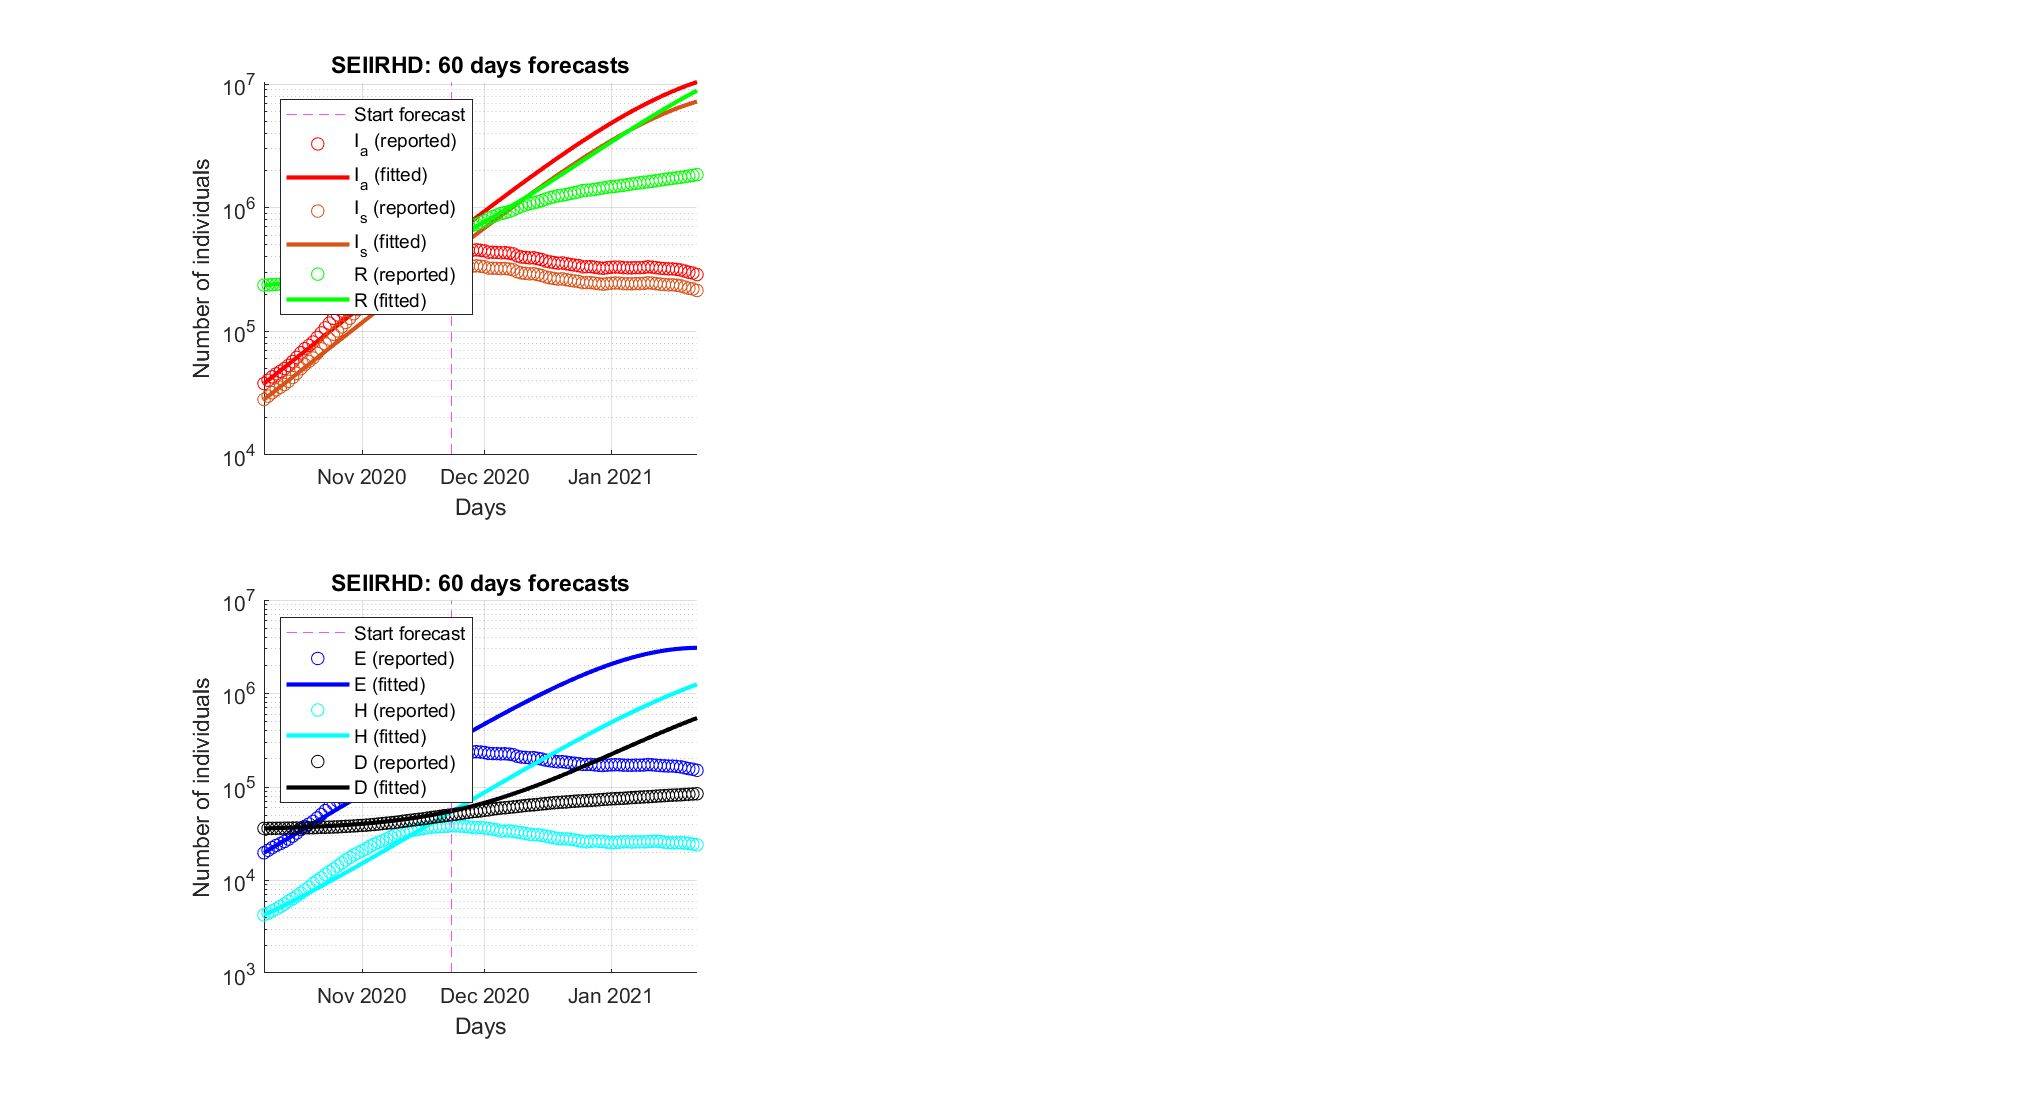 SEIIRHD: 60 days forecasts
10^7
10^6
10^5
10^4
Number of individuals
Start forecast
I_a (reported)
I_a (fitted)
I_s (reported)
I_s (fitted)
R (reported)
R (fitted)
Nov 2020
Dec 2020
Jan 2021
Days
SEIIRHD: 60 days forecasts
10^7
10^6
10^5
10^4
10^3
Number of individuals
Start forecast
E (reported)
E (fitted)
H (reported)
H (fitted)
D (reported)
D (fitted)
Nov 2020
Dec 2020
Jan 2021
Days